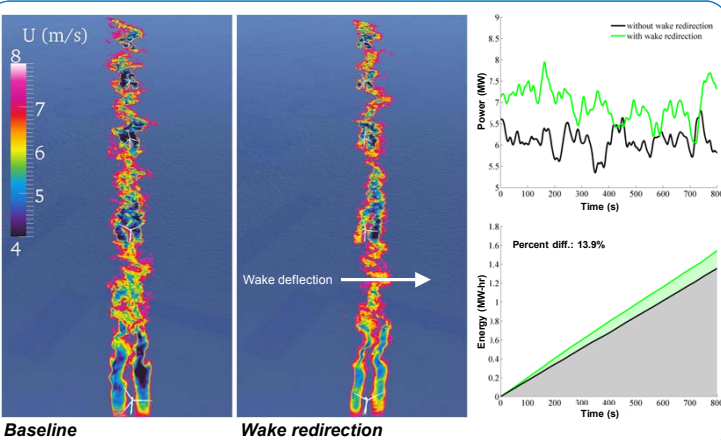 U (m/s)
8
7
6
5
4
Wake deflection
Baseline
Wake redirection
without wake redirection
with wake redirection
Power (MW)
9
8.5
8
7.5
7
6.5
6
5.5
5
0 100 200 300 400 500 600 700 800
Time (s)
Percent diff.: 13.9%
Energy (MW-hr)
1.8
1.6
1.4
1.2
1
0.8
0.6
0.4
0.2
0
0 100 200 300 400 500 600 700 800
Time (s)